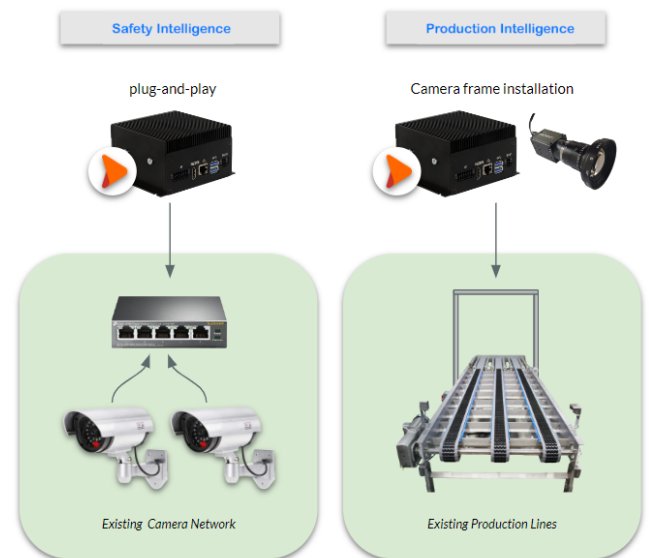 Safety Intelligence
Production Intelligence
plug-and-play
Camera frame installation
Existing Camera Network
Existing Production Lines